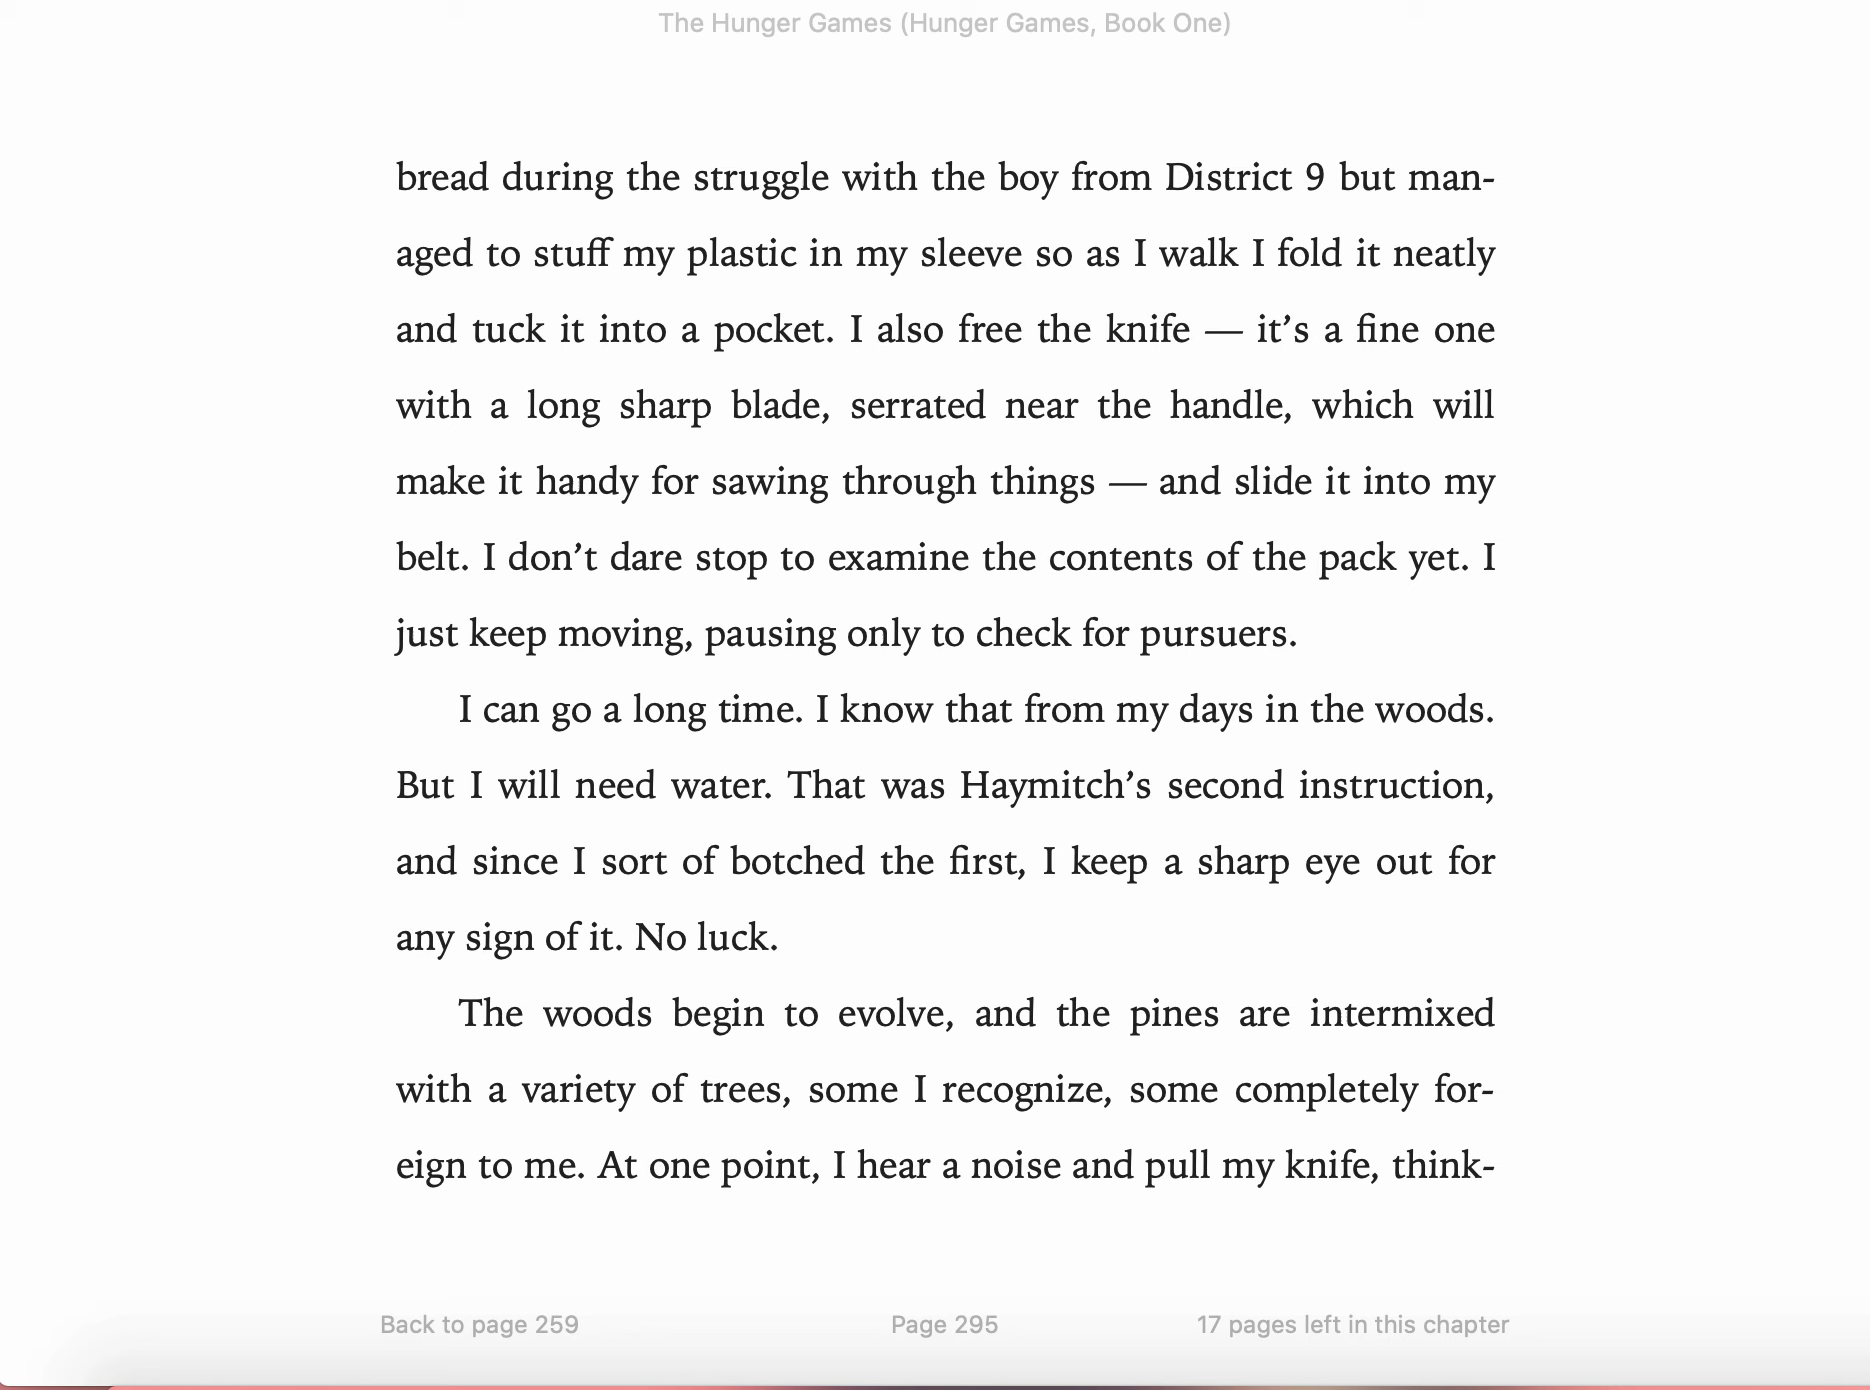 The Hunger Games (Hunger Games, Book One)
bread during the struggle with the boy from District 9 but man-
aged to stuff my plastic in my sleeve so as I walk I fold it neatly
and tuck it into a pocket. I also free the knife — it’s a fine one
with a long sharp blade, serrated near the handle, which will
make it handy for sawing through things — and slide it into my
belt. I don’t dare stop to examine the contents of the pack yet. I
just keep moving, pausing only to check for pursuers.
I can go a long time. I know that from my days in the woods.
But I will need water. That was Haymitch’s second instruction,
and since I sort of botched the first, I keep a sharp eye out for
any sign of it. No luck.
The woods begin to evolve, and the pines are intermixed
with a variety of trees, some I recognize, some completely for-
eign to me. At one point, I hear a noise and pull my knife, think-
Back to page 259 Page 295 17 pages left in this chapter